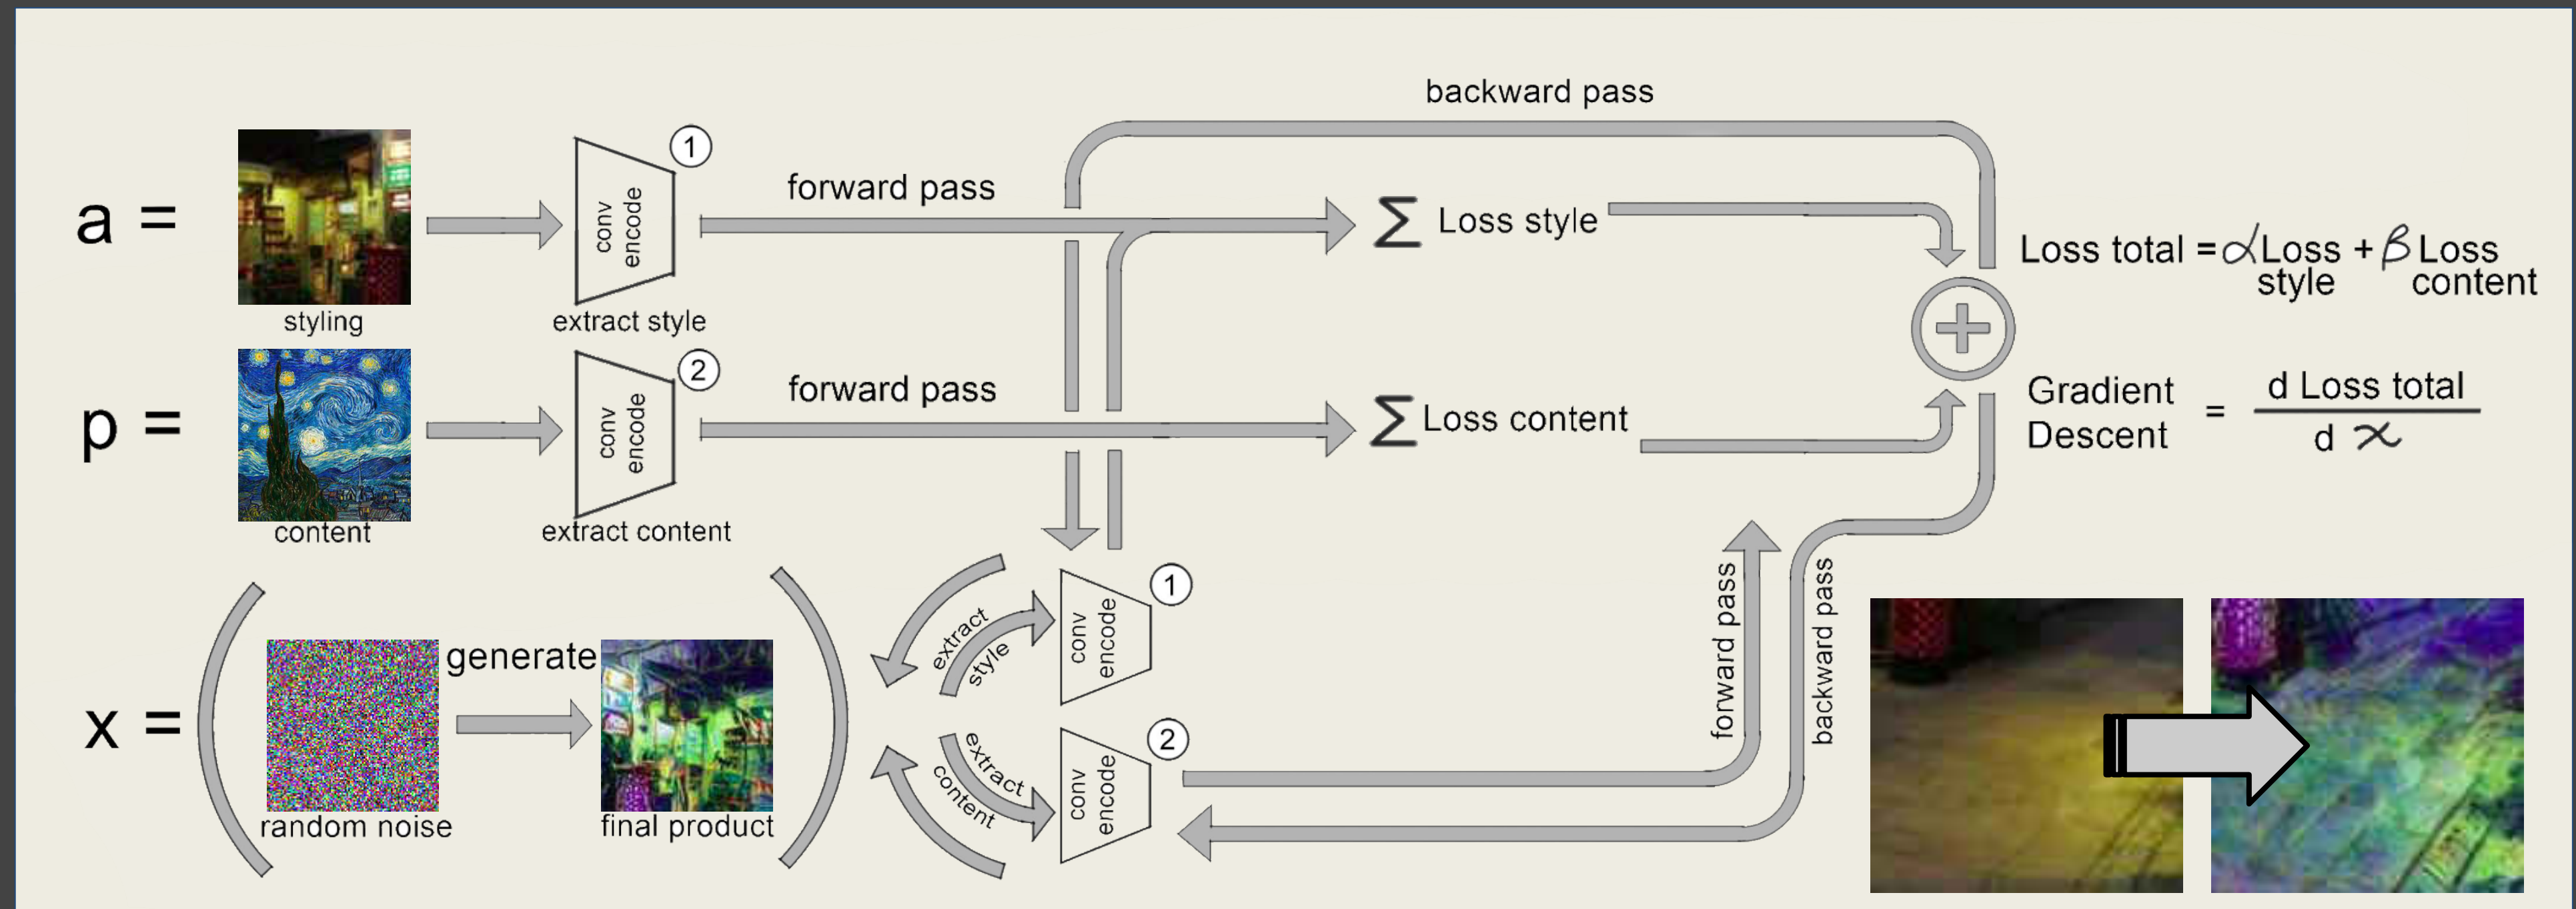 backward pass
a =
styling
conv
encode
1
extract style
forward pass
∑ Loss style
Loss total = α Loss + β Loss
style content
p =
content
conv
encode
2
extract content
forward pass
∑ Loss content
Gradient
Descent
=
d Loss total
d x
x =
random noise
generate
final product
extract
style
conv
encode
1
extract
content
conv
encode
2
forward pass
backward pass